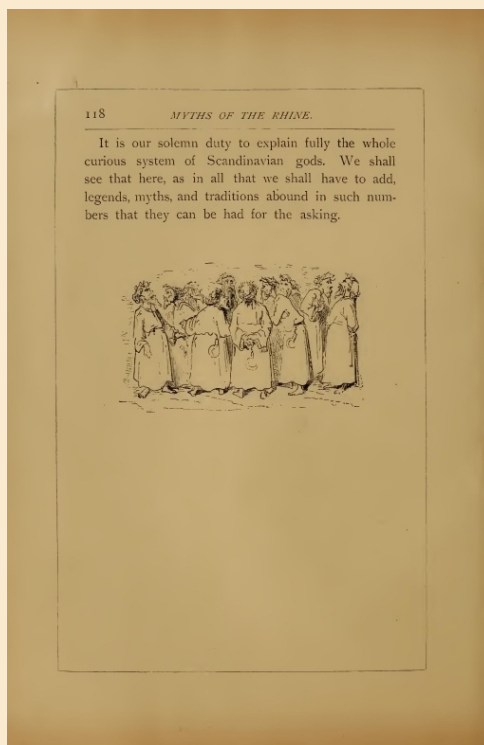 118
MYTHS OF THE RHINE.
It is our solemn duty to explain fully the whole
curious system of Scandinavian gods. We shall
see that here, as in all that we shall have to add,
legends, myths, and traditions abound in such num-
bers that they can be had for the asking.